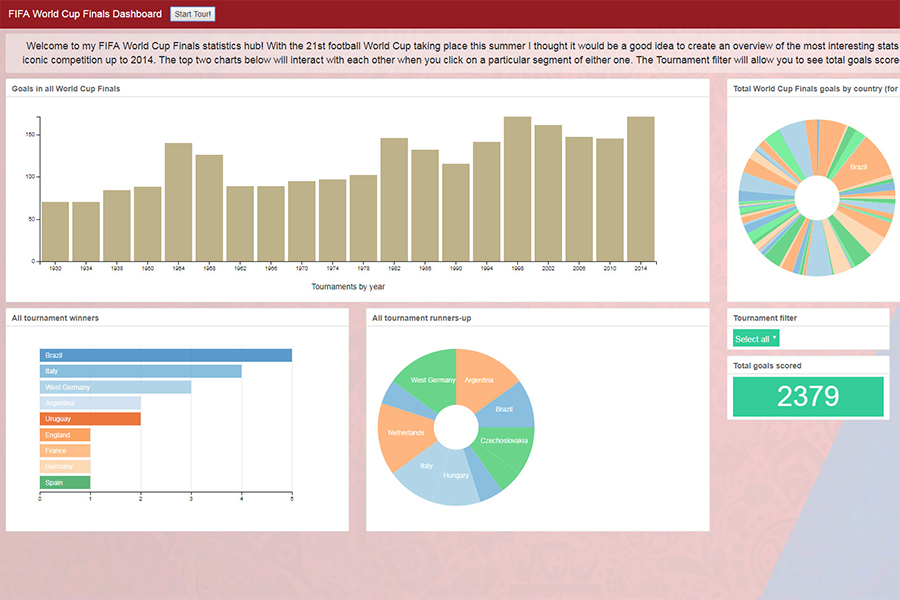 FIFA World Cup Finals Dashboard
Start Tour!
Welcome to my FIFA World Cup Finals statistics hub! With the 21st football World Cup taking place this summer I thought it would be a good idea to create an overview of the most interesting stats
iconic competition up to 2014. The top two charts below will interact with each other when you click on a particular segment of either one. The Tournament filter will allow you to see total goals score
Goals in all World Cup Finals
150
100
50
0
1930 1934 1938 1950 1954 1958 1962 1966 1970 1974 1978 1982 1986 1990 1994 1998 2002 2006 2010 2014
Tournaments by year
Total World Cup Finals goals by country (for
Brazil
All tournament winners
Brazil
Italy
West Germany
Argentina
Uruguay
England
France
Germany
Spain
0 1 2 3 4 5
All tournament runners-up
West Germany
Argentina
Brazil
Netherlands
Czechoslovakia
Italy
Hungary
Tournament filter
Select all
Total goals scored
2379